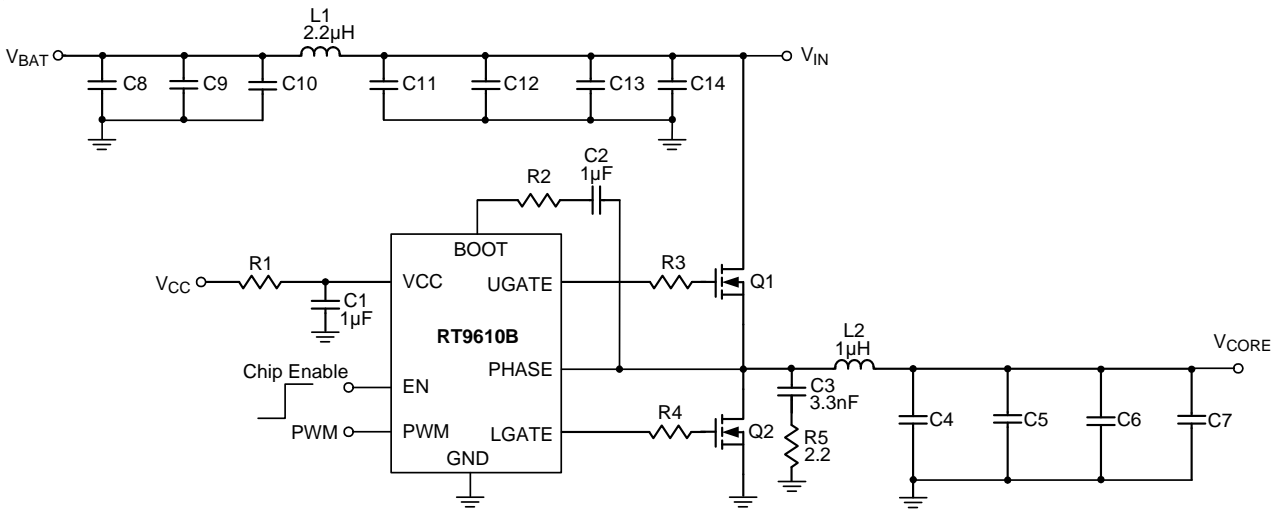 L1
2.2µH
VBAT
VIN
C8
C9
C10
C11
C12
C13
C14
C2
1µF
R2
BOOT
VCC
R1
VCC
UGATE
R3
Q1
C1
1µF
RT9610B
L2
1µH
VCORE
PHASE
Chip Enable
EN
C3
3.3nF
C4
C5
C6
C7
R4
PWM
PWM
LGATE
Q2
R5
2.2
GND